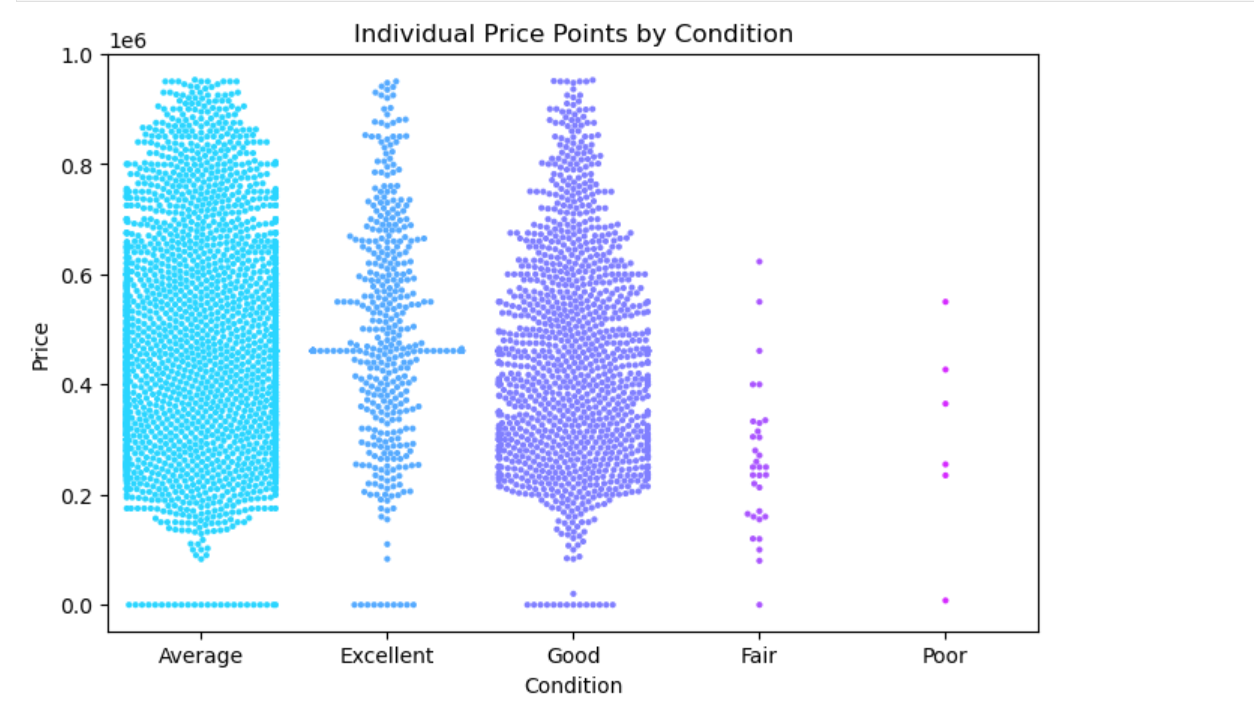 Individual Price Points by Condition
1e6
1.0
0.8
0.6
0.4
0.2
0.0
Price
Average Excellent Good Fair Poor
Condition